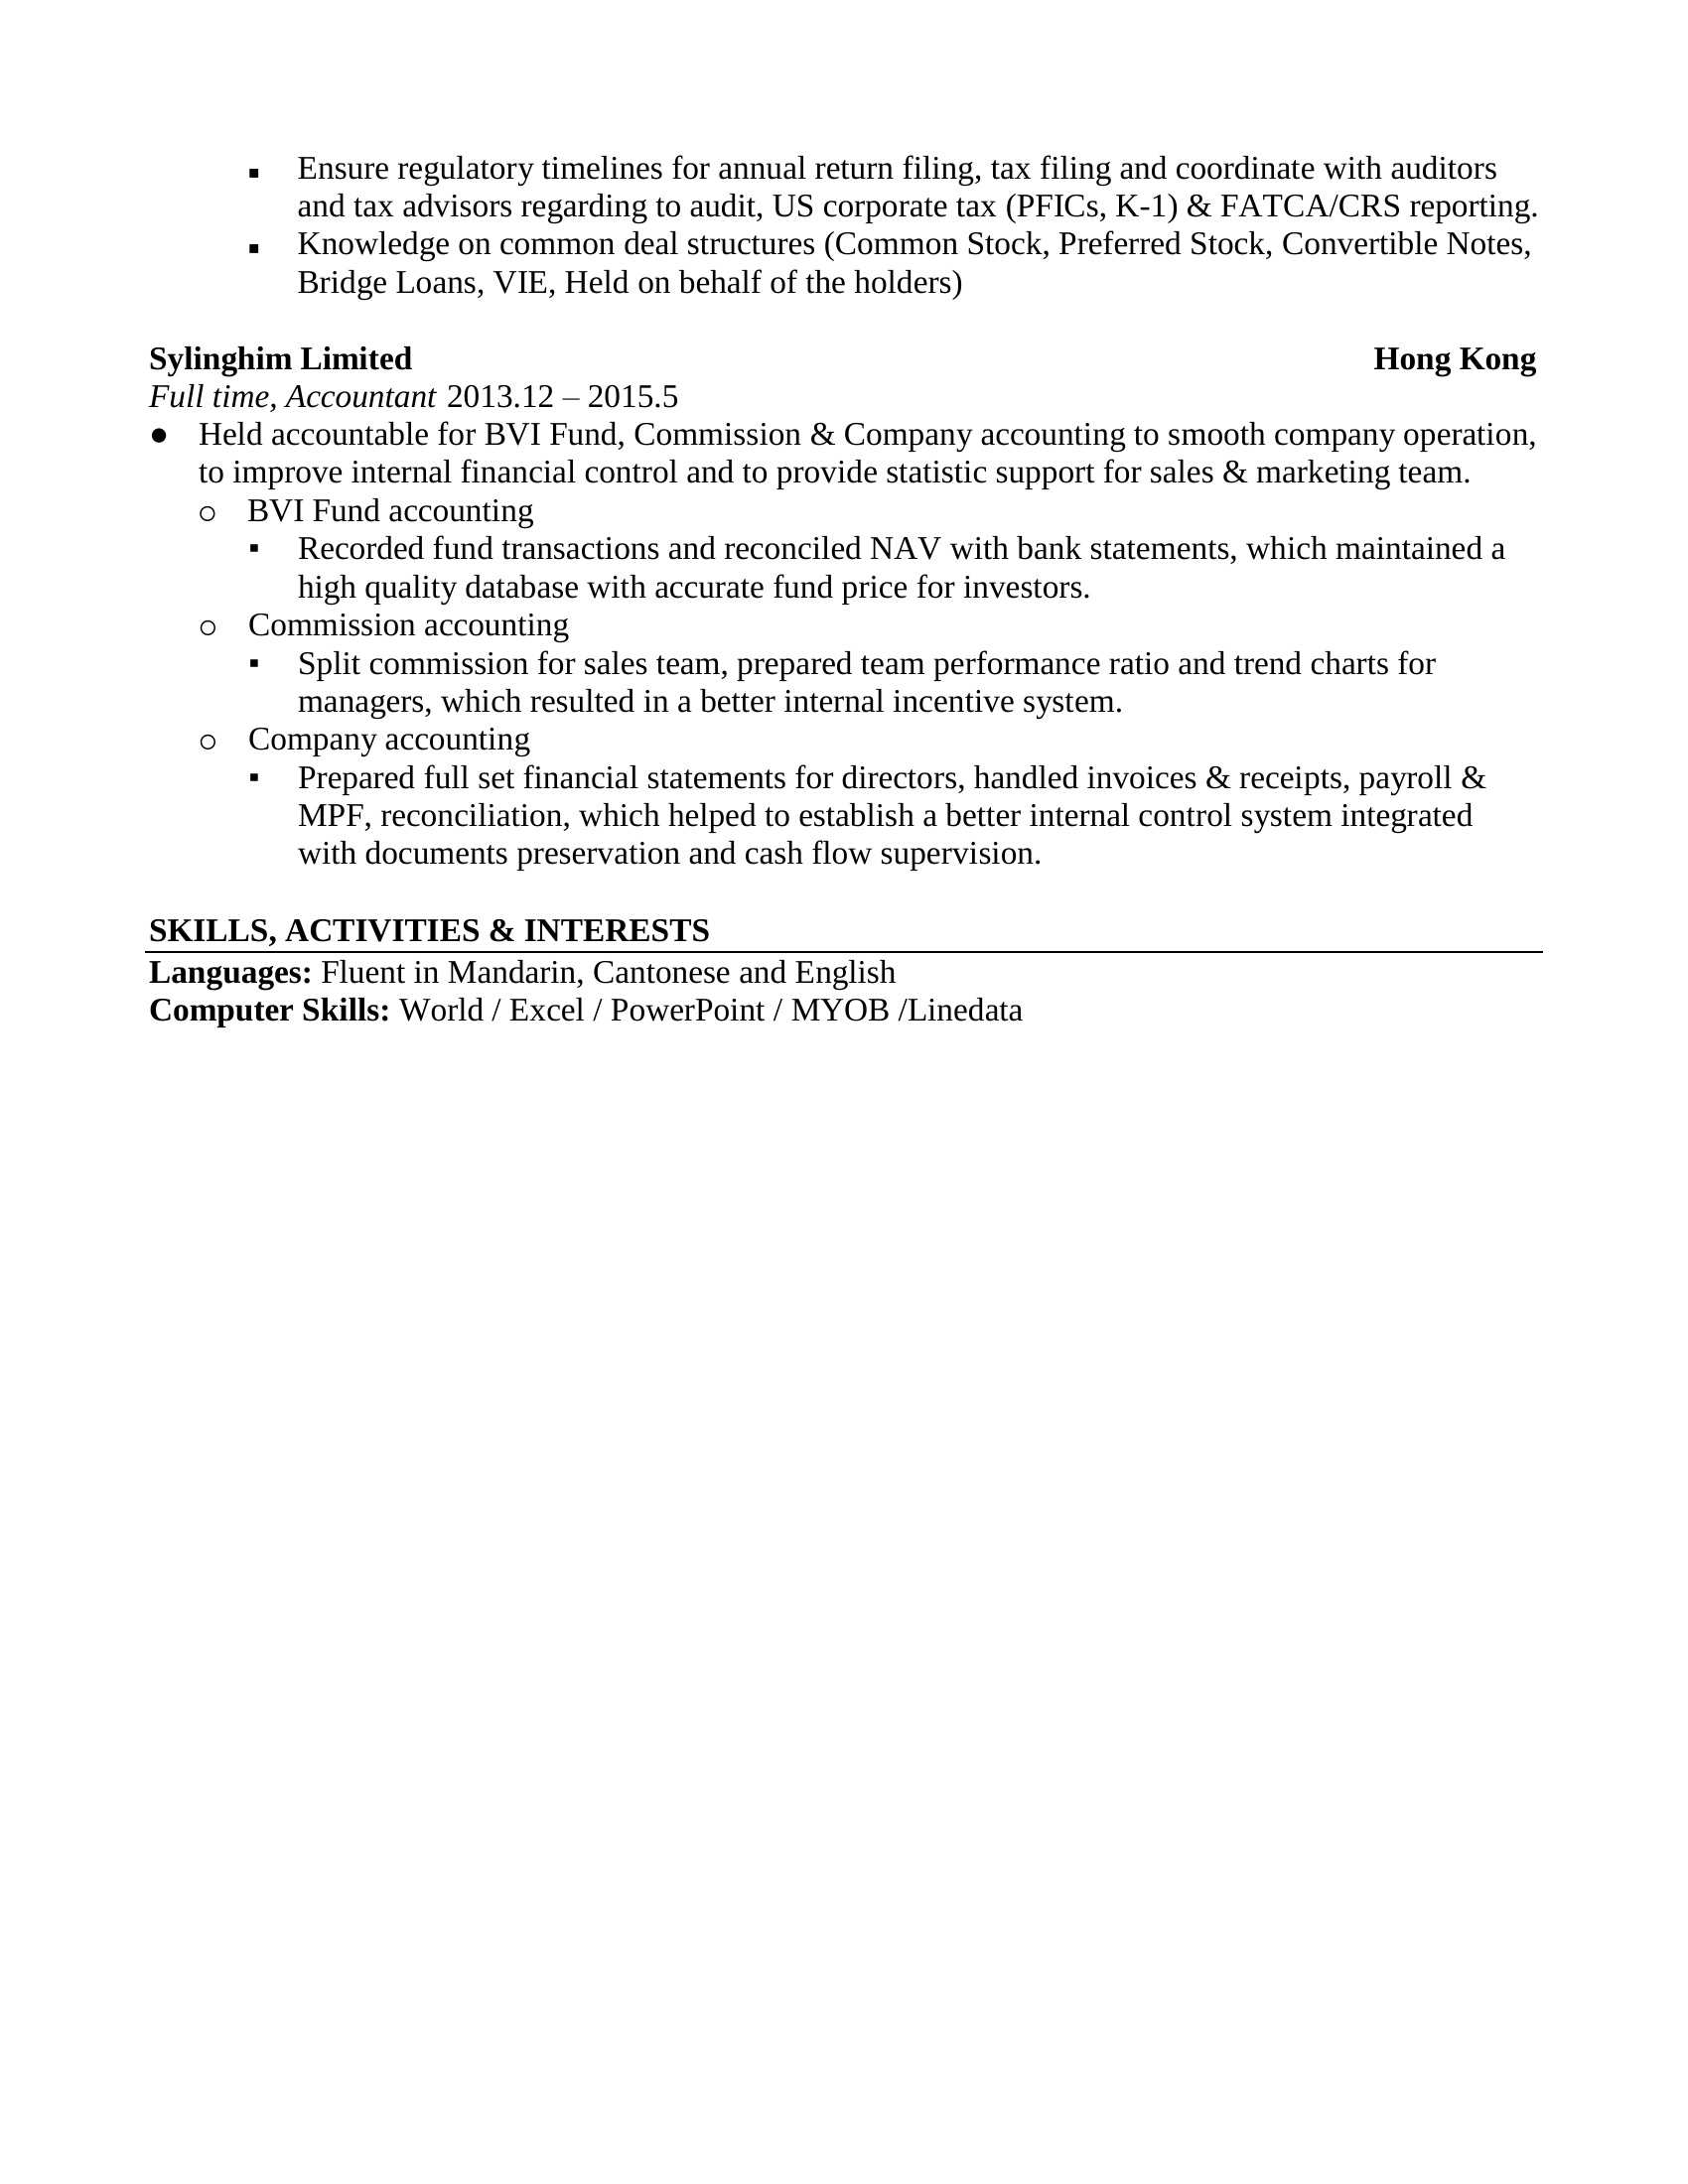 ▪ Ensure regulatory timelines for annual return filing, tax filing and coordinate with auditors
and tax advisors regarding to audit, US corporate tax (PFICs, K-1) & FATCA/CRS reporting.
▪ Knowledge on common deal structures (Common Stock, Preferred Stock, Convertible Notes,
Bridge Loans, VIE, Held on behalf of the holders)
Sylinghim Limited Hong Kong
Full time, Accountant 2013.12 – 2015.5
● Held accountable for BVI Fund, Commission & Company accounting to smooth company operation,
to improve internal financial control and to provide statistic support for sales & marketing team.
o BVI Fund accounting
▪ Recorded fund transactions and reconciled NAV with bank statements, which maintained a
high quality database with accurate fund price for investors.
o Commission accounting
▪ Split commission for sales team, prepared team performance ratio and trend charts for
managers, which resulted in a better internal incentive system.
o Company accounting
▪ Prepared full set financial statements for directors, handled invoices & receipts, payroll &
MPF, reconciliation, which helped to establish a better internal control system integrated
with documents preservation and cash flow supervision.
SKILLS, ACTIVITIES & INTERESTS
Languages: Fluent in Mandarin, Cantonese and English
Computer Skills: World / Excel / PowerPoint / MYOB /Linedata